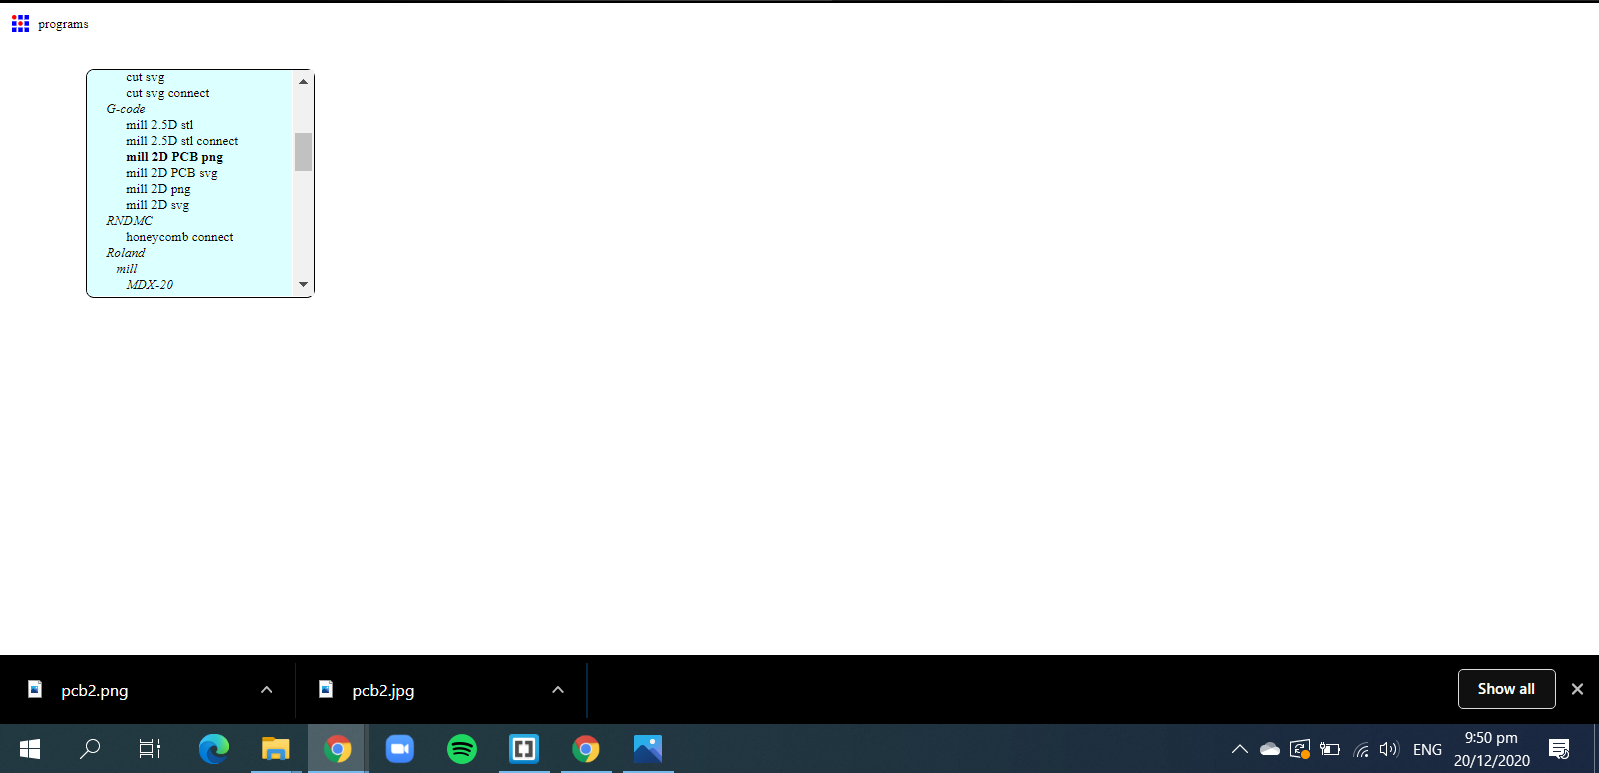 programs
cut svg
cut svg connect
G-code
mill 2.5D stl
mill 2.5D stl connect
mill 2D PCB png
mill 2D PCB svg
mill 2D png
mill 2D svg
RNDMC
honeycomb connect
Roland
mill
MDX-20
pcb2.png
pcb2.jpg
Show all
ENG
9:50 pm
20/12/2020